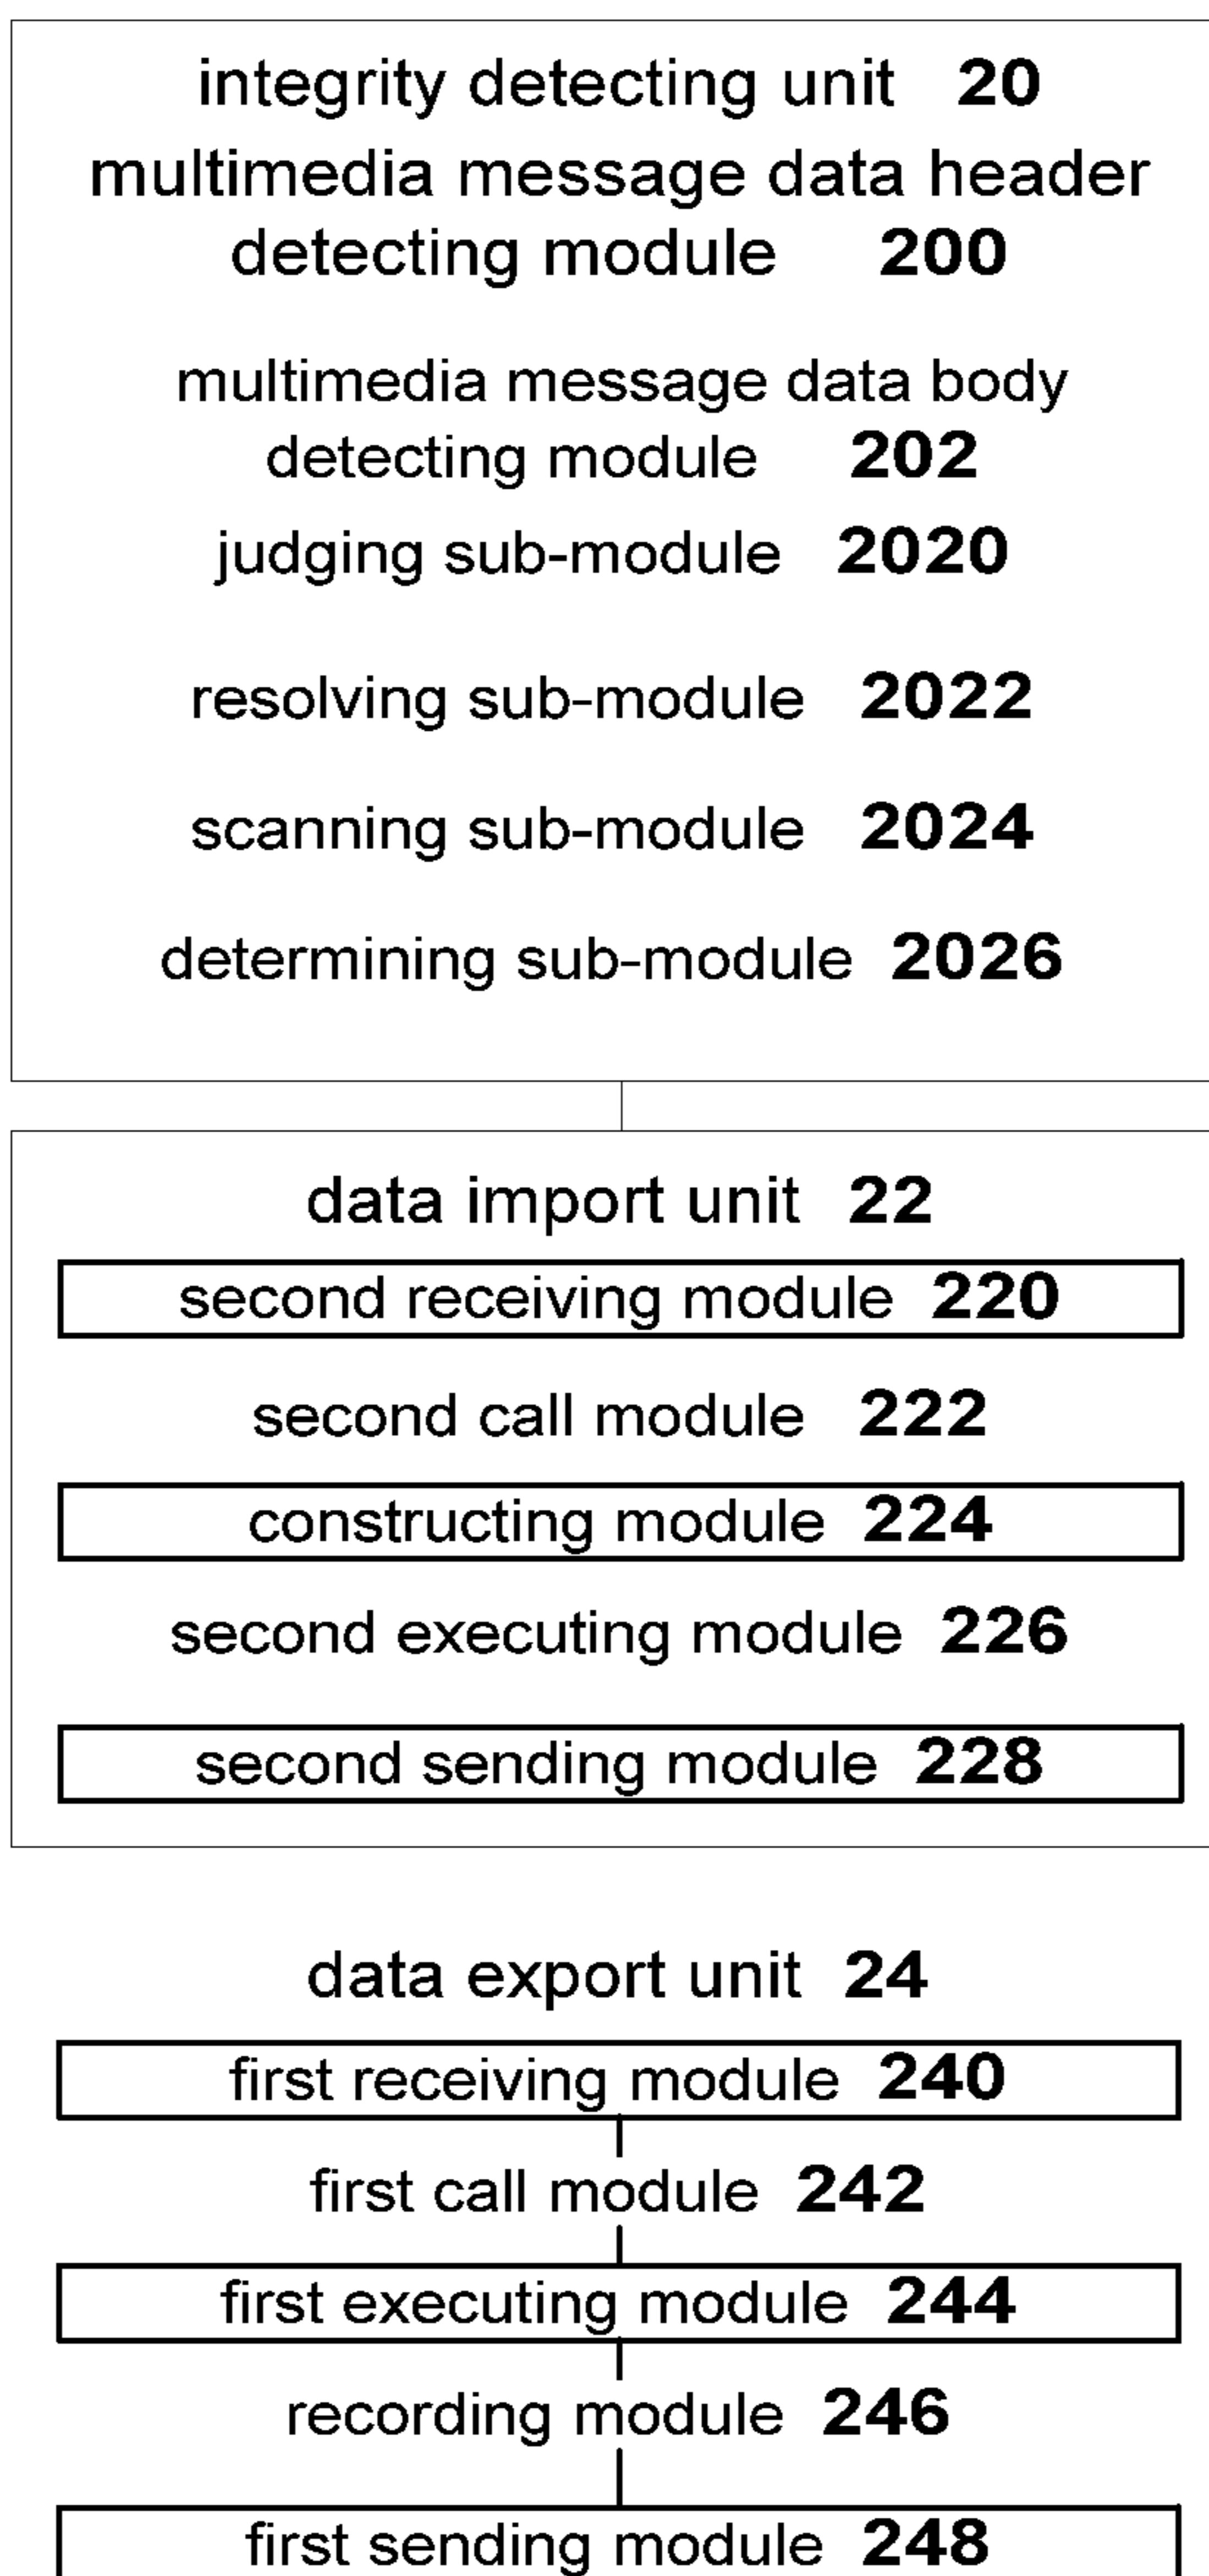 integrity detecting unit 20
multimedia message data header
detecting module 200
multimedia message data body
detecting module 202
judging sub-module 2020
resolving sub-module 2022
scanning sub-module 2024
determining sub-module 2026
data import unit 22
second receiving module 220
second call module 222
constructing module 224
second executing module 226
second sending module 228
data export unit 24
first receiving module 240
first call module 242
first executing module 244
recording module 246
first sending module 248